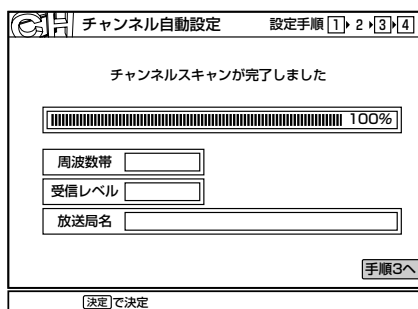 CH チャンネル自動設定 設定手順 1 2 3 4
チャンネルスキャンが完了しました
100%
周波数帯
受信レベル
放送局名
手順3へ
決定で決定